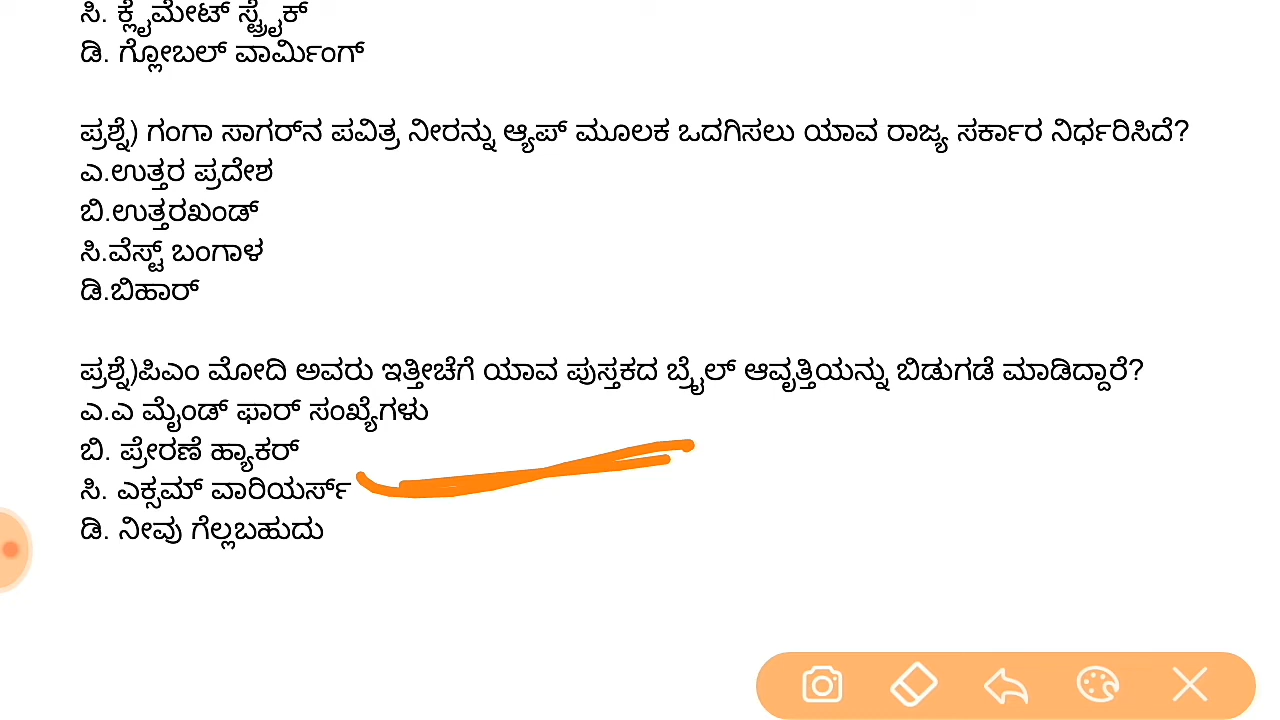 ಸಿ. ಕ್ಲೈಮೇಟ್ ಸ್ಟ್ರೈಕ್
ಡಿ. ಗ್ಲೋಬಲ್ ವಾರ್ಮಿಂಗ್
ಪ್ರಶ್ನೆ) ಗಂಗಾ ಸಾಗರ್‌ನ ಪವಿತ್ರ ನೀರನ್ನು ಆ್ಯಪ್ ಮೂಲಕ ಒದಗಿಸಲು ಯಾವ ರಾಜ್ಯ ಸರ್ಕಾರ ನಿರ್ಧರಿಸಿದೆ?
ಎ.ಉತ್ತರ ಪ್ರದೇಶ
ಬಿ.ಉತ್ತರಖಂಡ್
ಸಿ.ವೆಸ್ಟ್ ಬಂಗಾಳ
ಡಿ.ಬಿಹಾರ್
ಪ್ರಶ್ನೆ)ಪಿಎಂ ಮೋದಿ ಅವರು ಇತ್ತೀಚೆಗೆ ಯಾವ ಪುಸ್ತಕದ ಬ್ರೈಲ್ ಆವೃತ್ತಿಯನ್ನು ಬಿಡುಗಡೆ ಮಾಡಿದ್ದಾರೆ?
ಎ.ಎ ಮೈಂಡ್ ಫಾರ್ ಸಂಖ್ಯೆಗಳು
ಬಿ. ಪ್ರೇರಣೆ ಹ್ಯಾಕರ್
ಸಿ. ಎಕ್ಸಮ್ ವಾರಿಯರ್ಸ್
ಡಿ. ನೀವು ಗೆಲ್ಲಬಹುದು